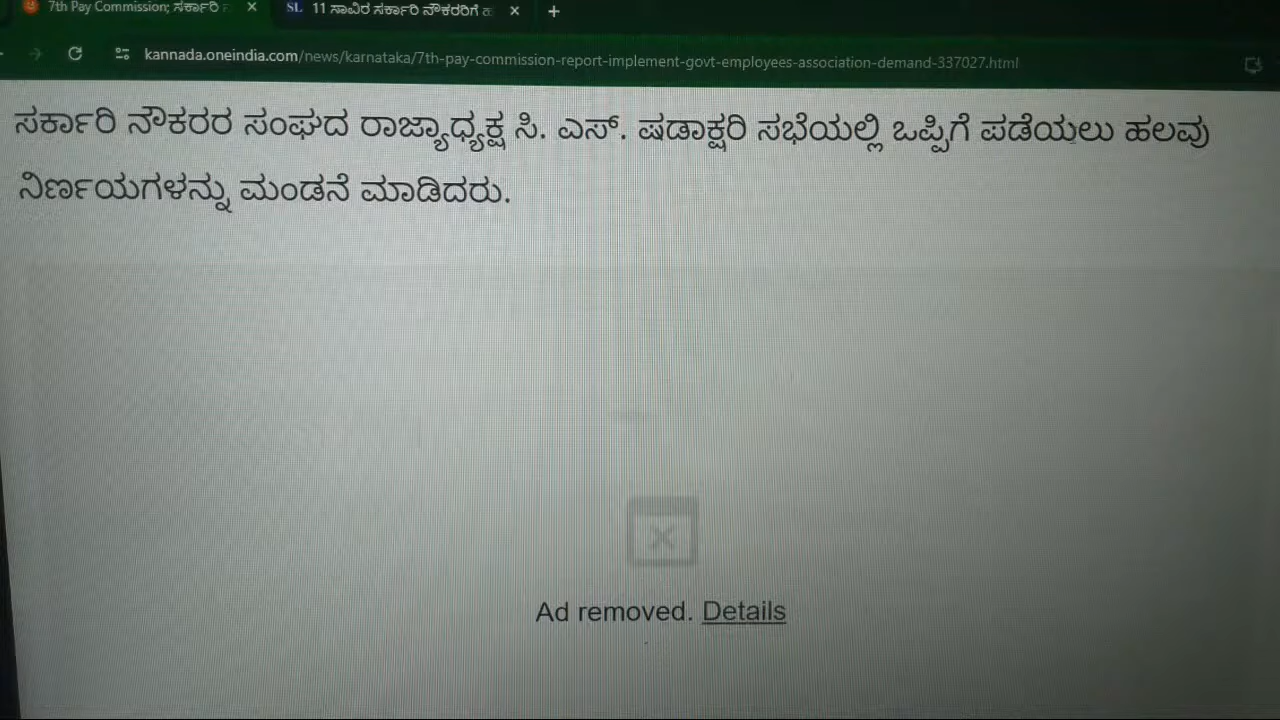 7th Pay Commission; ಸರ್ಕಾರಿ
SL 11 ಸಾವಿರ ಸರ್ಕಾರಿ ನೌಕರರಿಗೆ
kannada.oneindia.com/news/karnataka/7th-pay-commission-report-implement-govt-employees-association-demand-337027.html
ಸರ್ಕಾರಿ ನೌಕರರ ಸಂಘದ ರಾಜ್ಯಾಧ್ಯಕ್ಷ ಸಿ. ಎಸ್. ಷಡಾಕ್ಷರಿ ಸಭೆಯಲ್ಲಿ ಒಪ್ಪಿಗೆ ಪಡೆಯಲು ಹಲವು
ನಿರ್ಣಯಗಳನ್ನು ಮಂಡನೆ ಮಾಡಿದರು.
Ad removed. Details